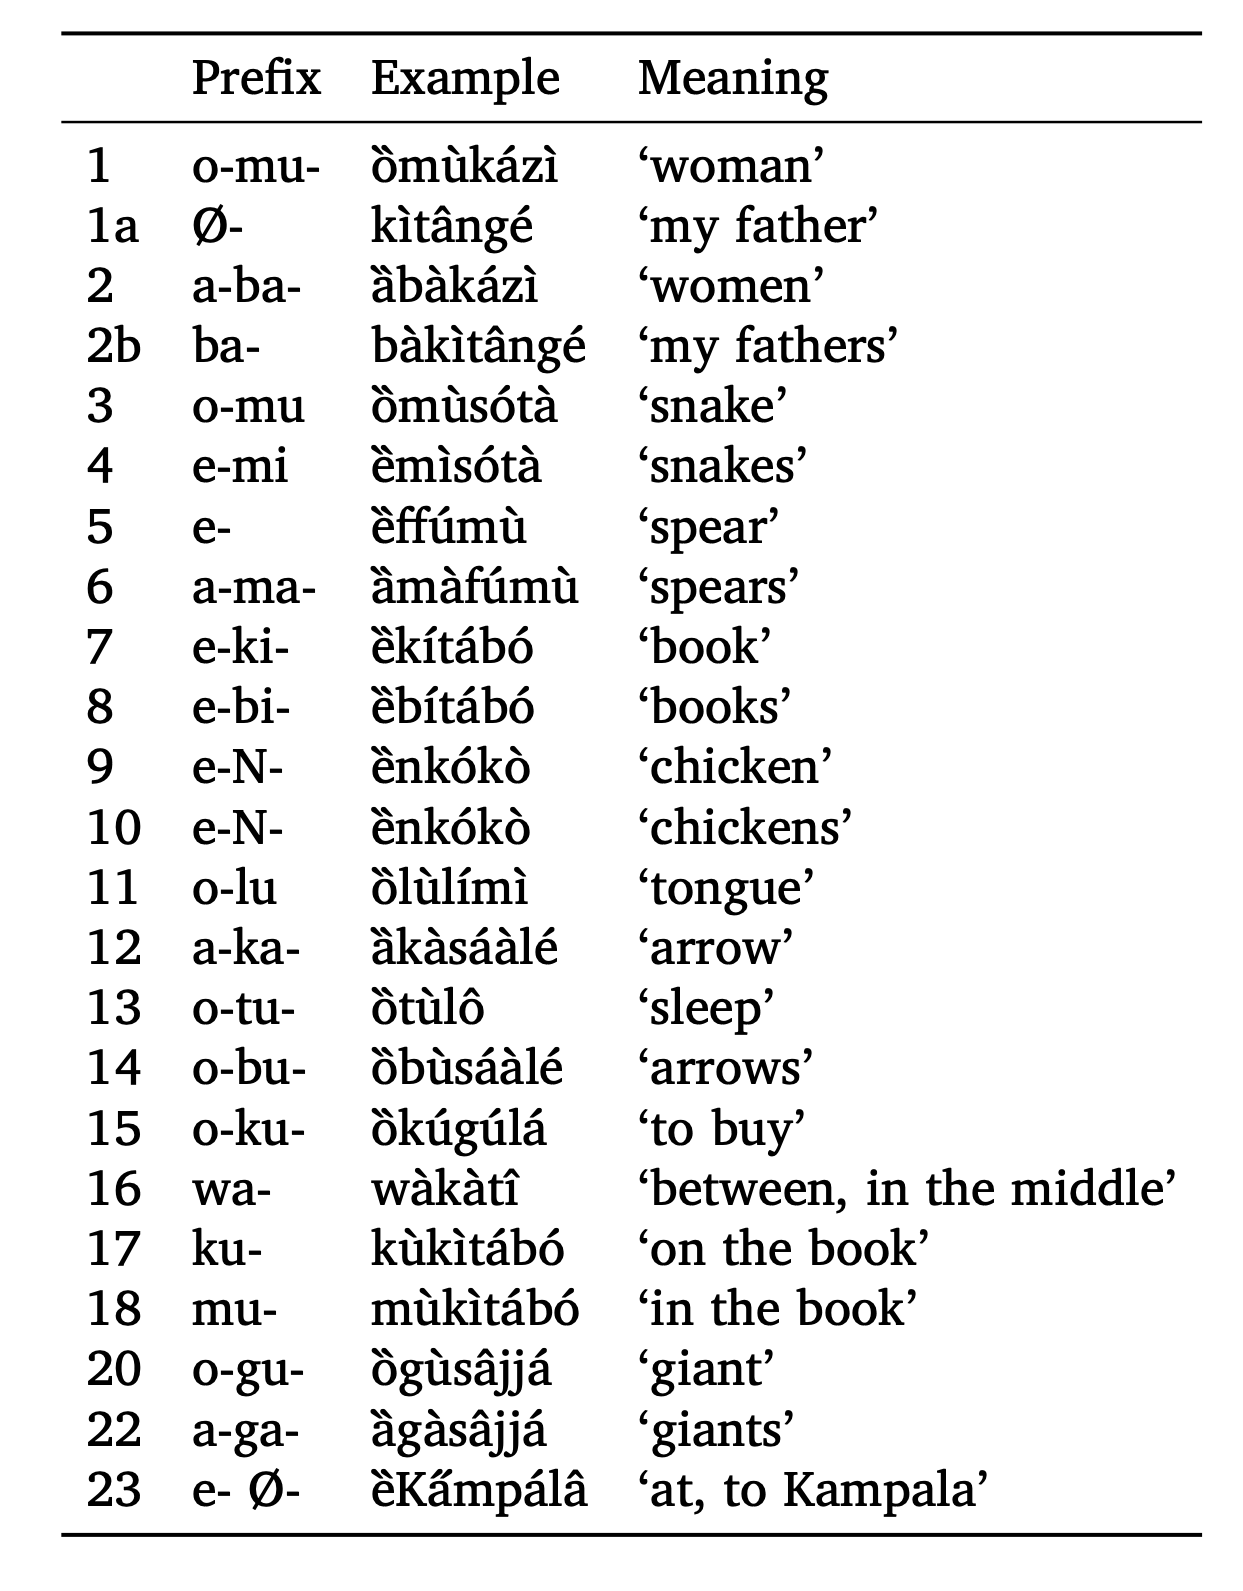 Prefix Example Meaning
1 o-mu- ȍmùkázì ‘woman’
1a Ø- kìtângé ‘my father’
2 a-ba- ȁbàkázì ‘women’
2b ba- bàkìtângé ‘my fathers’
3 o-mu ȍmùsótà ‘snake’
4 e-mi ȅmìsótà ‘snakes’
5 e- ȅffúmù ‘spear’
6 a-ma- ȁmàfúmù ‘spears’
7 e-ki- ȅkítábó ‘book’
8 e-bi- ȅbítábó ‘books’
9 e-N- ȅnkókò ‘chicken’
10 e-N- ȅnkókò ‘chickens’
11 o-lu ȍlùlímì ‘tongue’
12 a-ka- ȁkàsáàlé ‘arrow’
13 o-tu- ȍtùlô ‘sleep’
14 o-bu- ȍbùsáàlé ‘arrows’
15 o-ku- ȍkúgúlá ‘to buy’
16 wa- wàkàtî ‘between, in the middle’
17 ku- kùkìtábó ‘on the book’
18 mu- mùkìtábó ‘in the book’
20 o-gu- ȍgùsâjjá ‘giant’
22 a-ga- ȁgàsâjjá ‘giants’
23 e- Ø- ȅKa̋mpálâ ‘at, to Kampala’